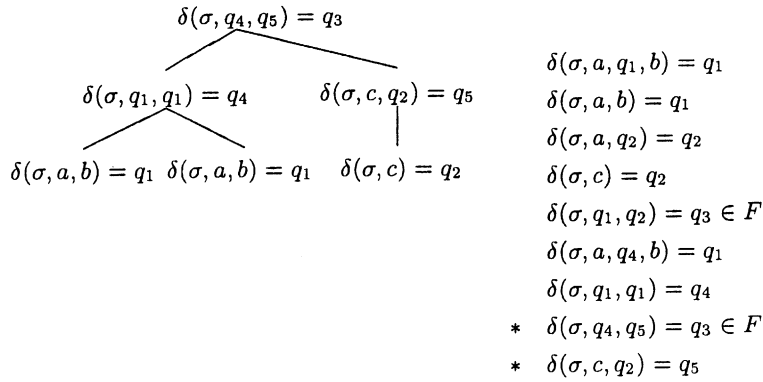 δ(σ, q₄, q₅) = q₃
δ(σ, q₁, q₁) = q₄ δ(σ, c, q₂) = q₅
δ(σ, a, b) = q₁ δ(σ, a, b) = q₁ δ(σ, c) = q₂
δ(σ, a, q₁, b) = q₁
δ(σ, a, b) = q₁
δ(σ, a, q₂) = q₂
δ(σ, c) = q₂
δ(σ, q₁, q₂) = q₃ ∈ F
δ(σ, a, q₄, b) = q₁
δ(σ, q₁, q₁) = q₄
* δ(σ, q₄, q₅) = q₃ ∈ F
* δ(σ, c, q₂) = q₅